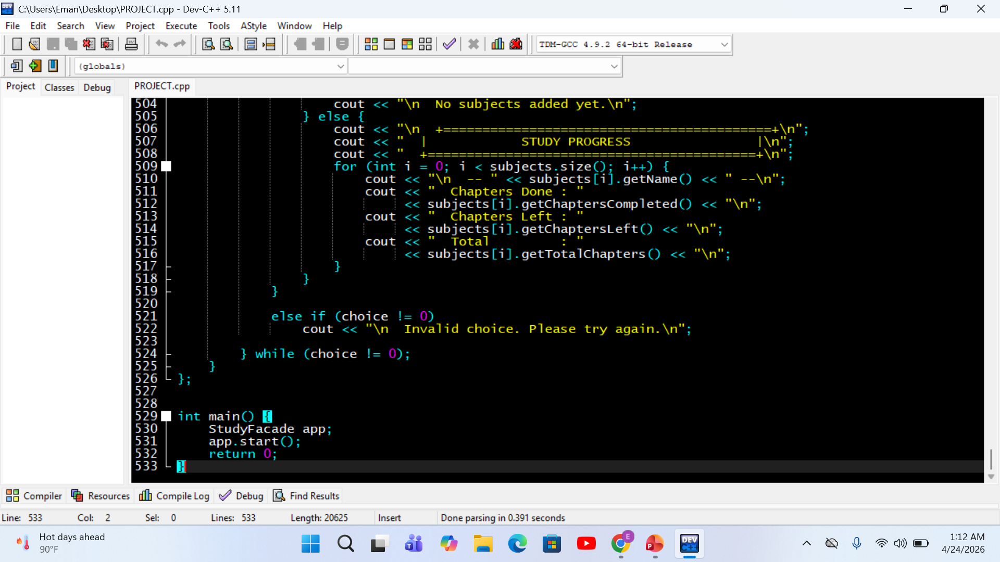 C:\Users\Eman\Desktop\PROJECT.cpp - Dev-C++ 5.11
File Edit Search View Project Execute Tools AStyle Window Help
TDM-GCC 4.9.2 64-bit Release
(globals)
Project Classes Debug PROJECT.cpp
504 cout << "\n  No subjects added yet.\n";
505 } else {
506 cout << "\n  +==========================================+\n";
507 cout << "  |            STUDY PROGRESS                |\n";
508 cout << "  +==========================================+\n";
509 for (int i = 0; i < subjects.size(); i++) {
510 cout << "\n  -- " << subjects[i].getName() << " --\n";
511 cout << "  Chapters Done : "
512 << subjects[i].getChaptersCompleted() << "\n";
513 cout << "  Chapters Left : "
514 << subjects[i].getChaptersLeft() << "\n";
515 cout << "  Total         : "
516 << subjects[i].getTotalChapters() << "\n";
517 }
518 }
519 }
520
521 else if (choice != 0)
522 cout << "\n  Invalid choice. Please try again.\n";
523
524 } while (choice != 0);
525 }
526 };
527
528
529 int main() {
530 StudyFacade app;
531 app.start();
532 return 0;
533 }
Compiler Resources Compile Log Debug Find Results
Line: 533 Col: 2 Sel: 0 Lines: 533 Length: 20625 Insert Done parsing in 0.391 seconds
Hot days ahead
90°F
E
T
P
DEV C++
1:12 AM
4/24/2026